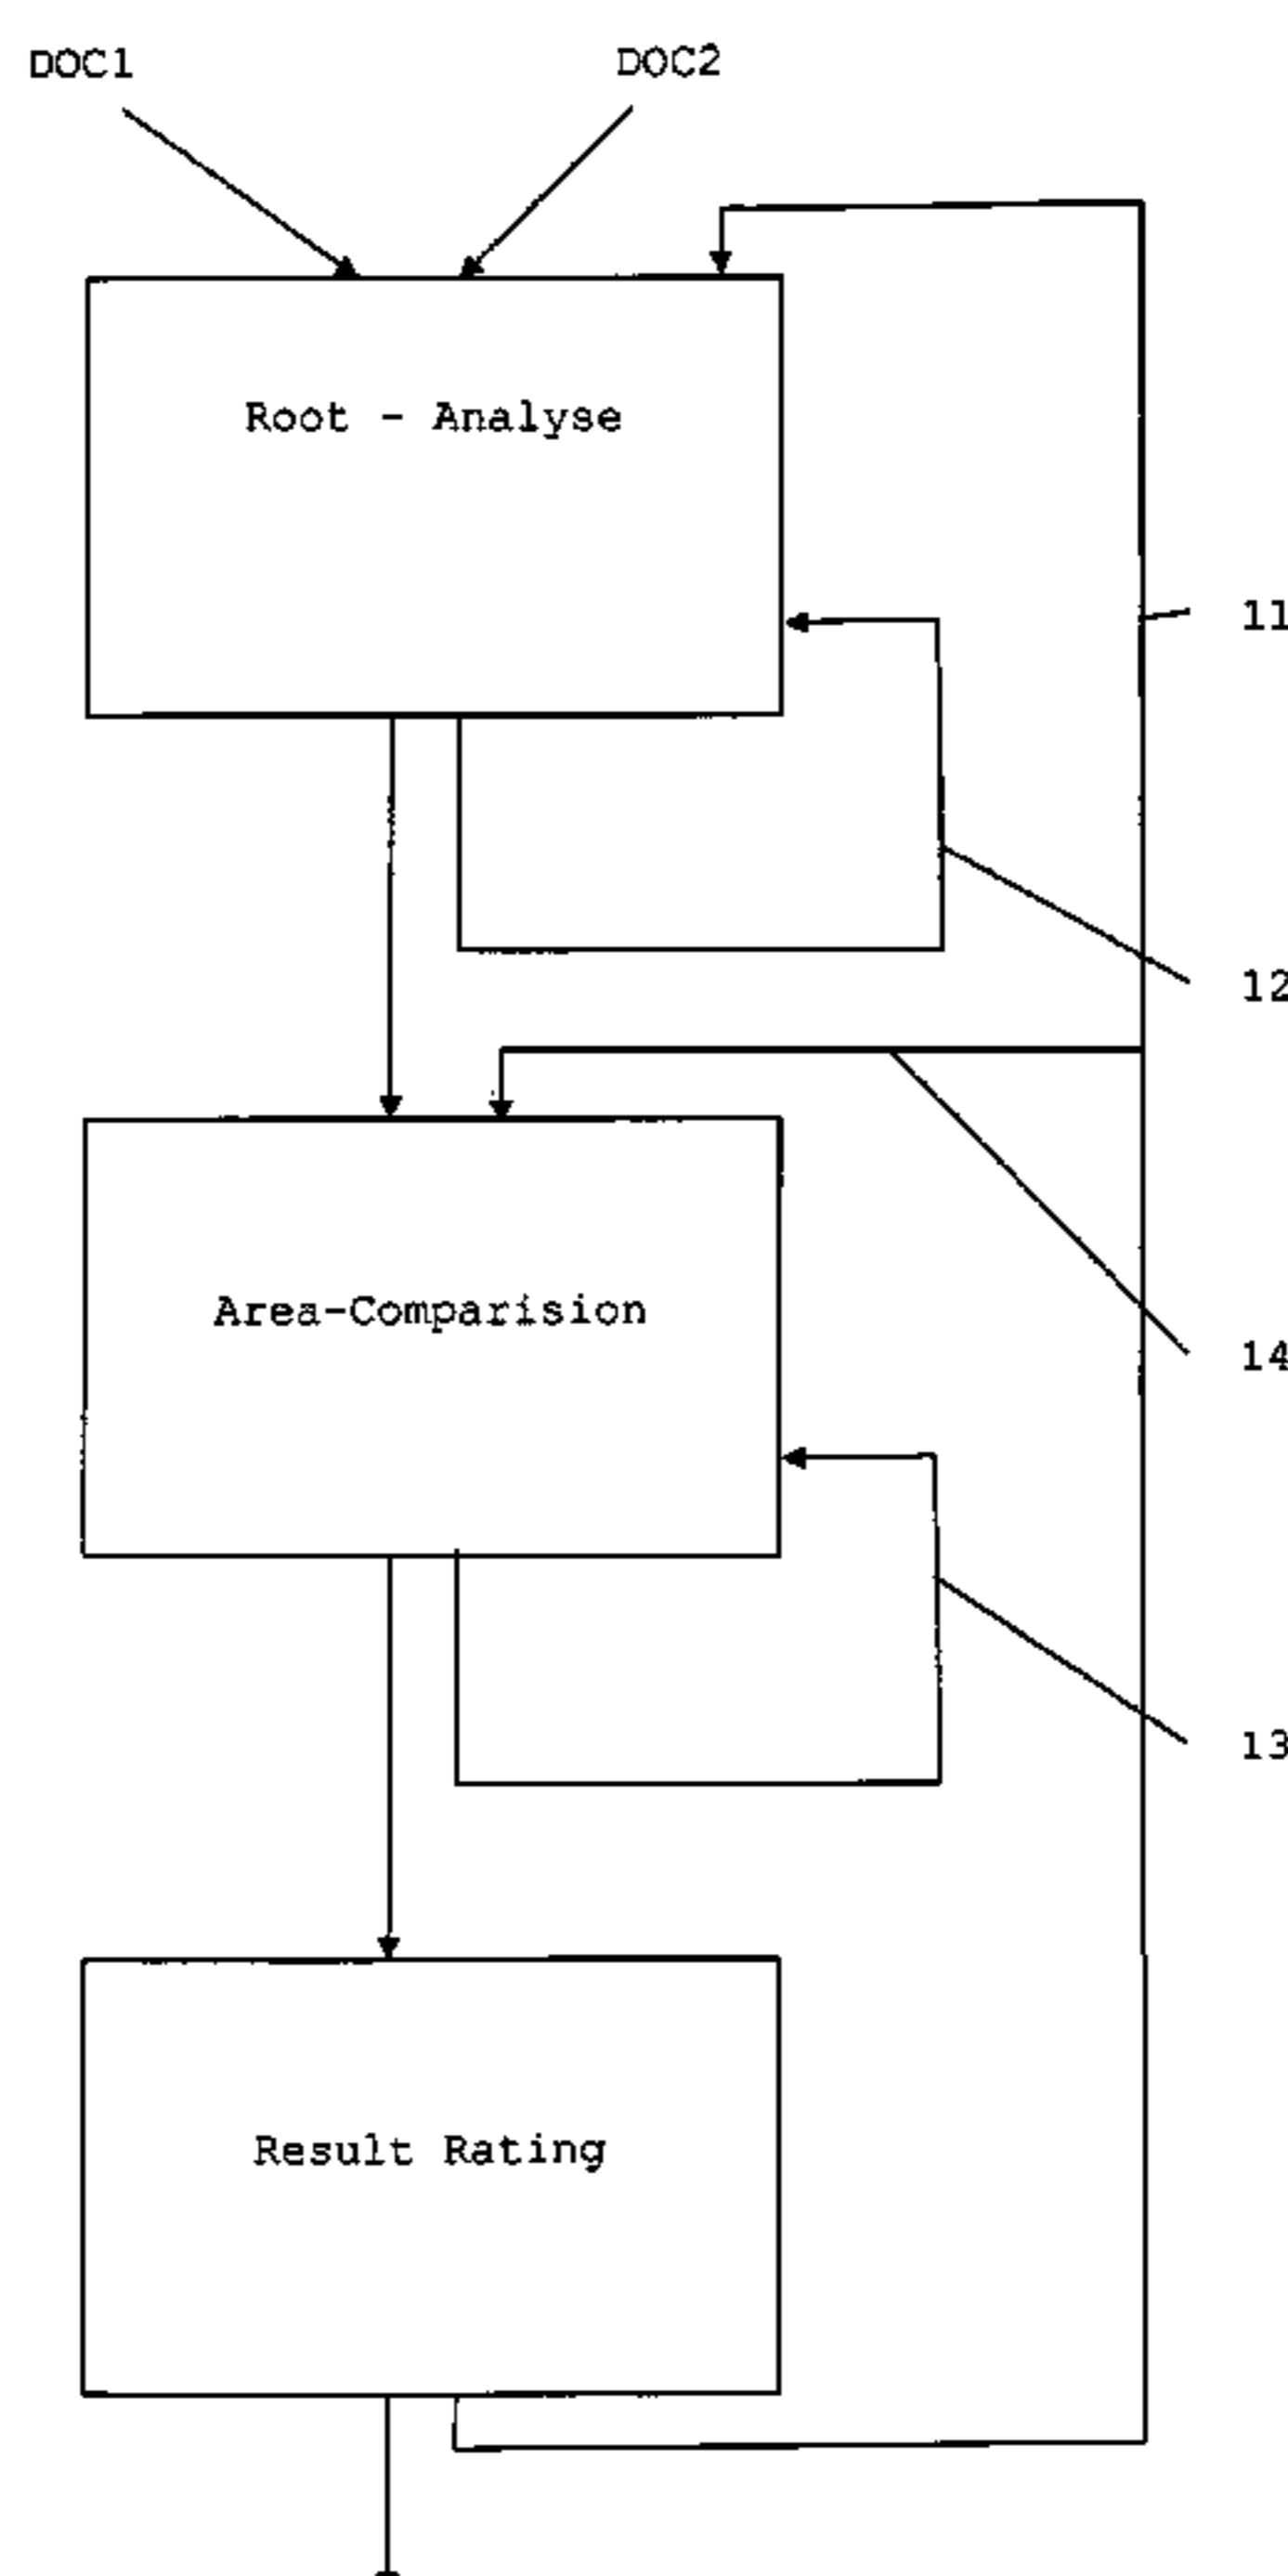 DOC1 DOC2
Root - Analyse
11
12
Area-Comparision
14
13
Result Rating